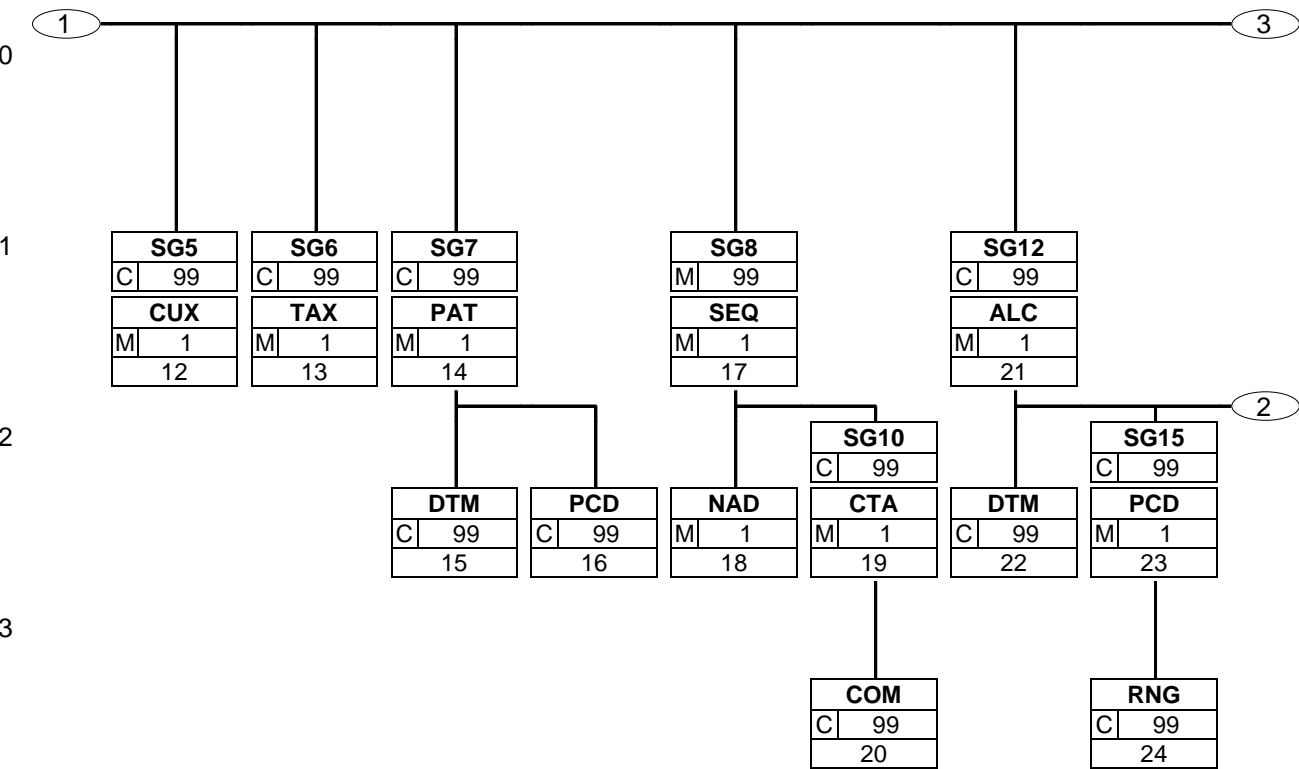 1 3
0
1 SG5 SG6 SG7 SG8 SG12
C 99 C 99 C 99 M 99 C 99
CUX TAX PAT SEQ ALC
M 1 M 1 M 1 M 1 M 1
12 13 14 17 21
2
2 SG10 SG15
C 99 C 99
DTM PCD NAD CTA DTM PCD
C 99 C 99 M 1 M 1 C 99 M 1
15 16 18 19 22 23
3
COM RNG
C 99 C 99
20 24